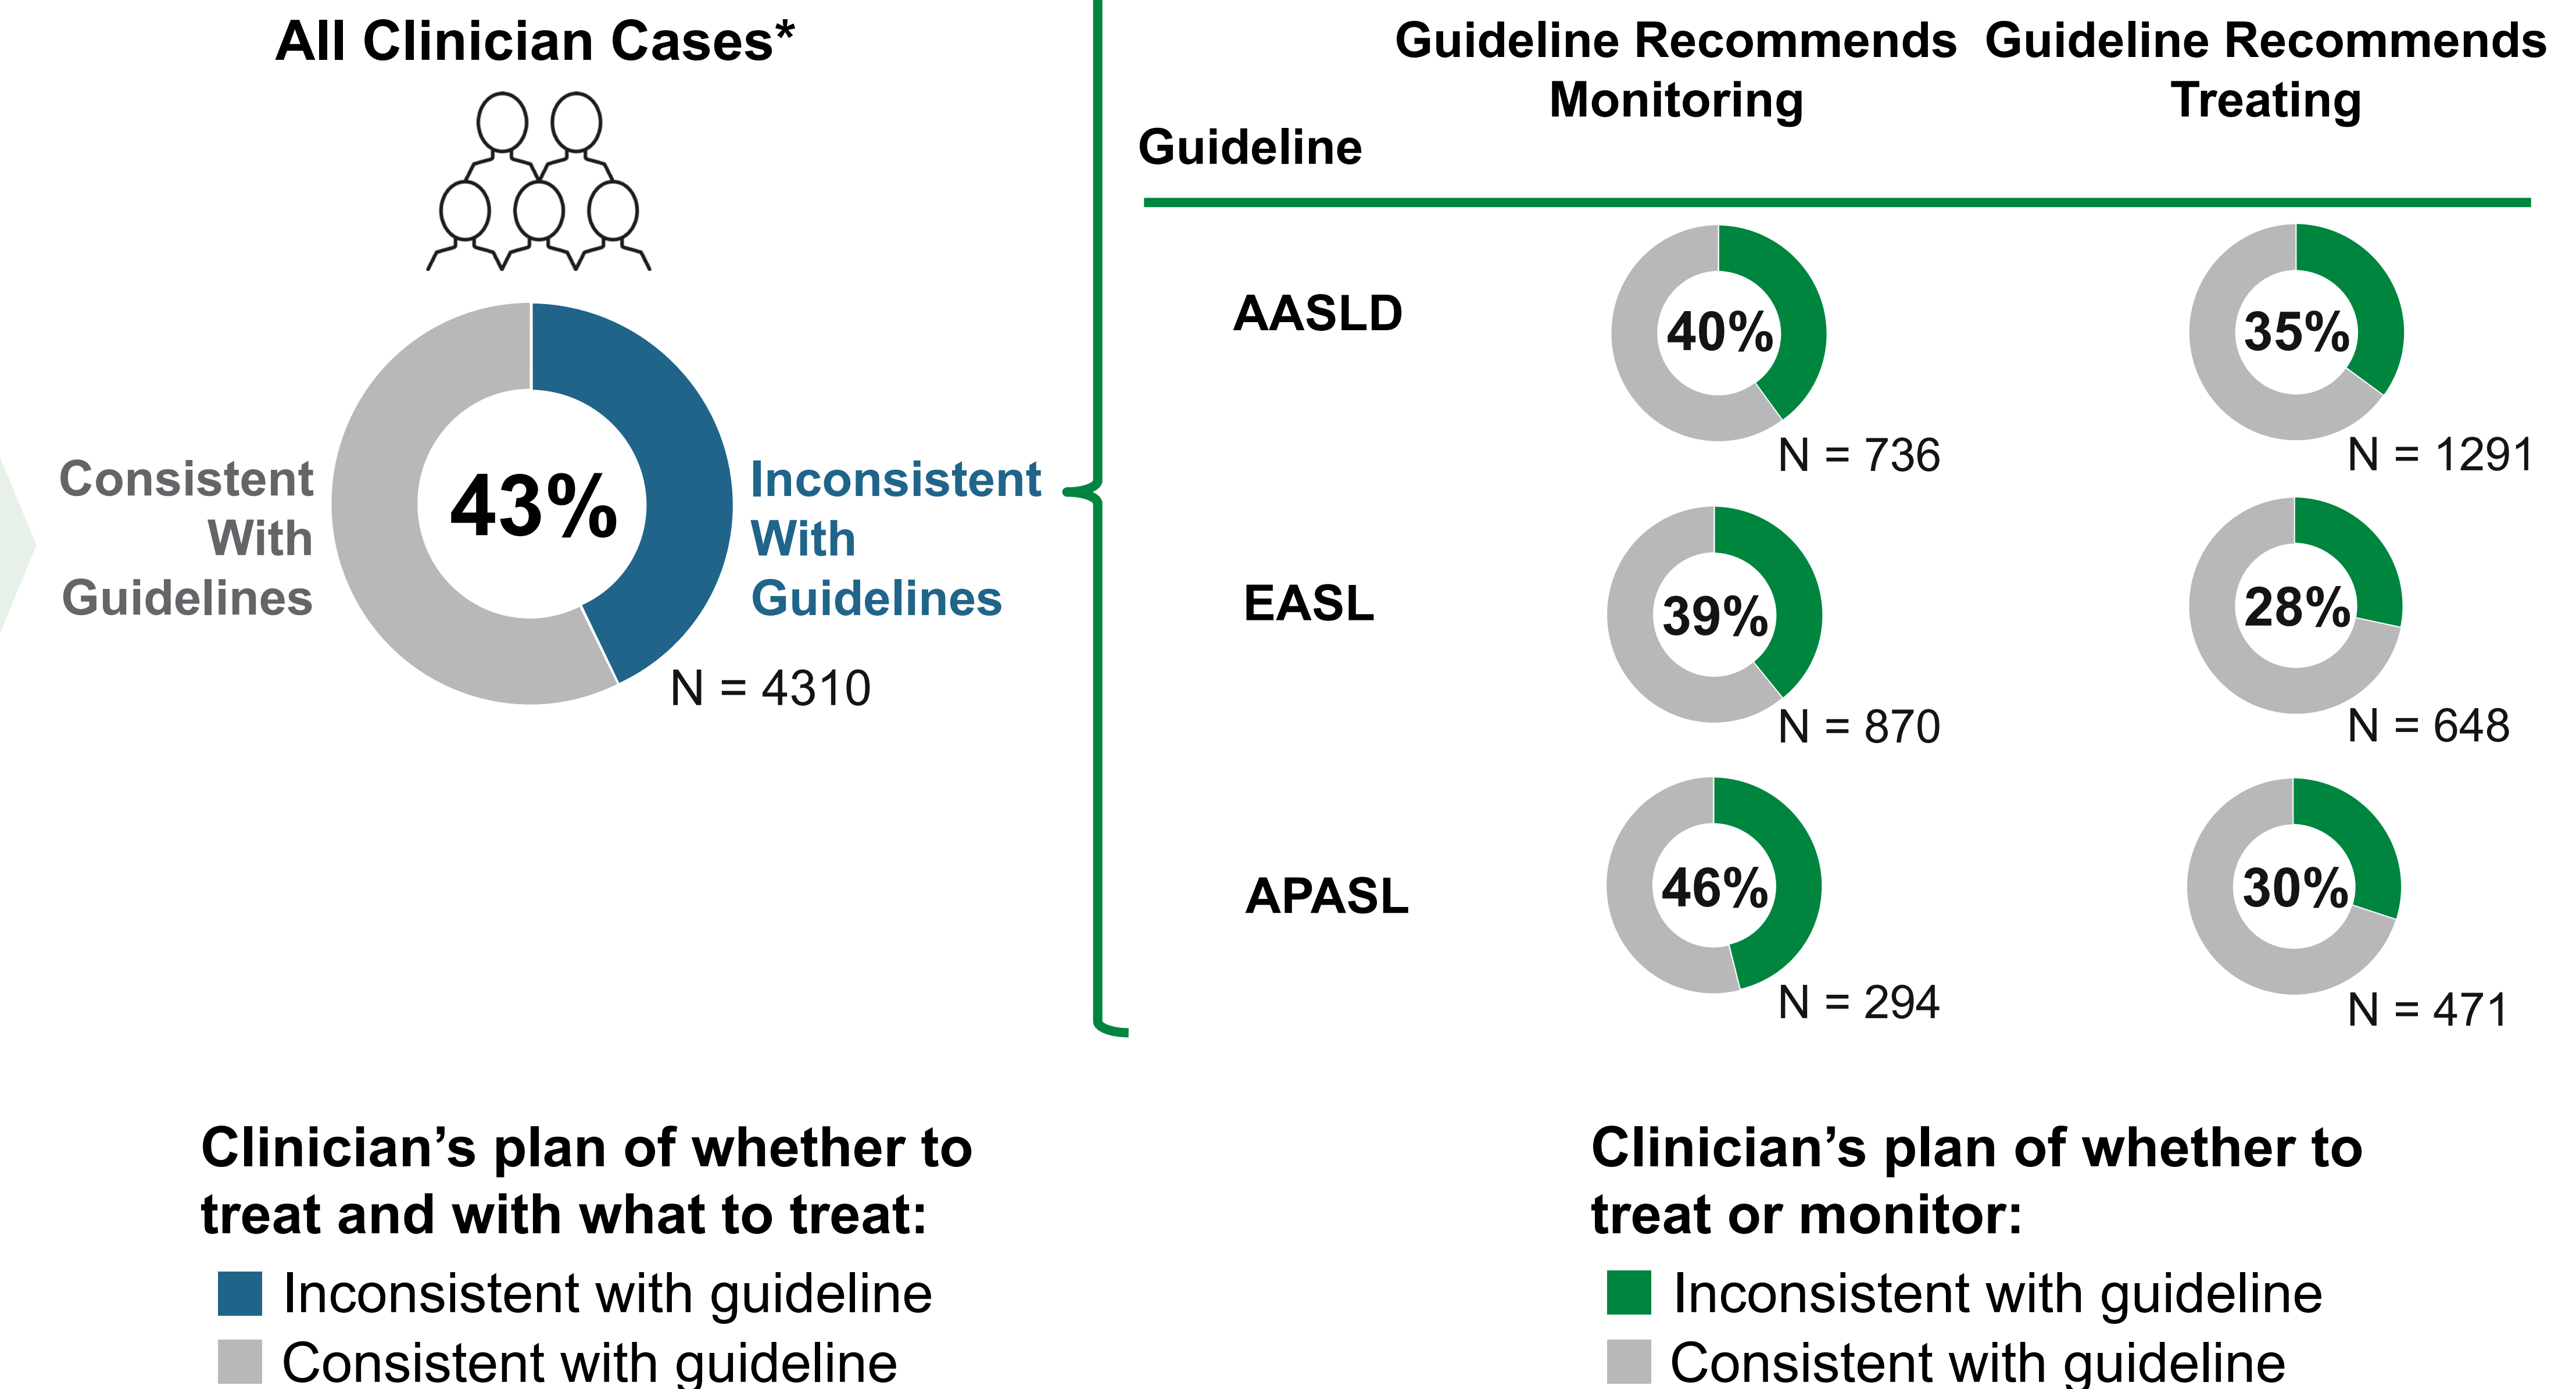 All Clinician Cases*
Consistent
With
Guidelines
43%
Inconsistent
With
Guidelines
N = 4310
Clinician’s plan of whether to
treat and with what to treat:
Inconsistent with guideline
Consistent with guideline
Guideline
Guideline Recommends
Monitoring
Guideline Recommends
Treating
AASLD
40%
N = 736
35%
N = 1291
EASL
39%
N = 870
28%
N = 648
APASL
46%
N = 294
30%
N = 471
Clinician’s plan of whether to
treat or monitor:
Inconsistent with guideline
Consistent with guideline